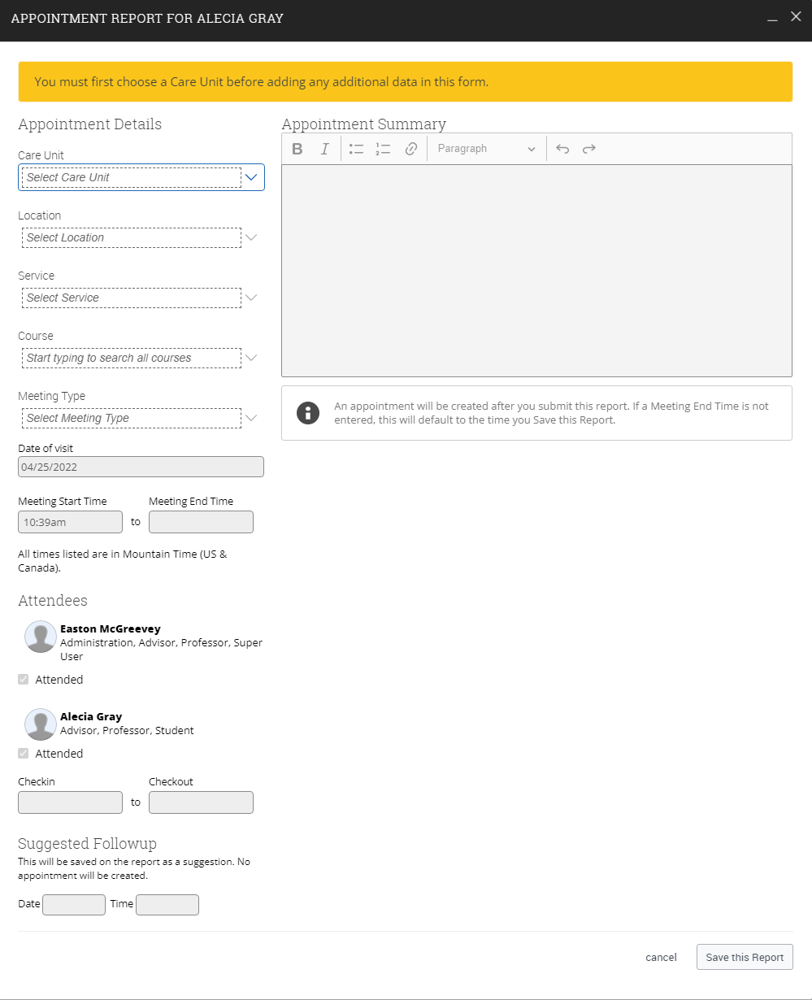 APPOINTMENT REPORT FOR ALECIA GRAY
You must first choose a Care Unit before adding any additional data in this form.
Appointment Details
Care Unit
Select Care Unit
Location
Select Location
Service
Select Service
Course
Start typing to search all courses
Meeting Type
Select Meeting Type
Date of visit
04/25/2022
Meeting Start Time
Meeting End Time
10:39am
to
All times listed are in Mountain Time (US &
Canada).
Attendees
Easton McGreevey
Administration, Advisor, Professor, Super
User
Attended
Alecia Gray
Advisor, Professor, Student
Attended
Checkin
Checkout
to
Suggested Followup
This will be saved on the report as a suggestion. No
appointment will be created.
Date
Time
Appointment Summary
B I
Paragraph
An appointment will be created after you submit this report. If a Meeting End Time is not
entered, this will default to the time you Save this Report.
cancel
Save this Report